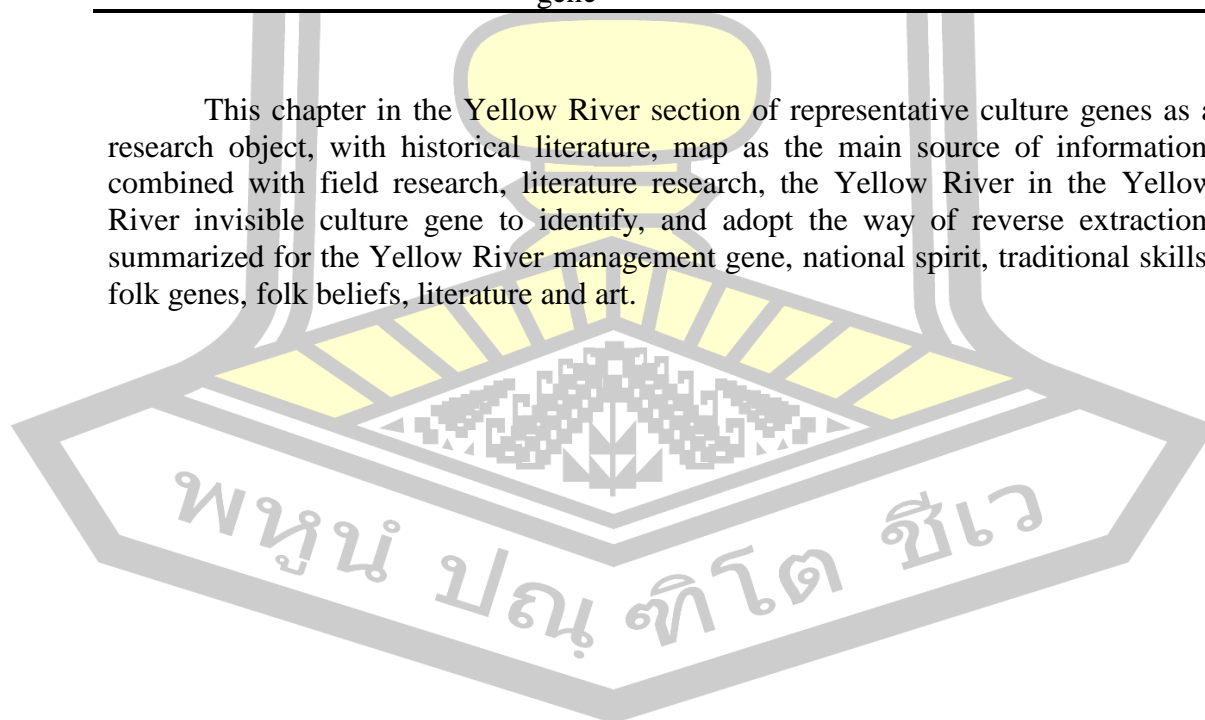 gene
This chapter in the Yellow River section of representative culture genes as a
research object, with historical literature, map as the main source of information
combined with field research, literature research, the Yellow River in the Yellow
River invisible culture gene to identify, and adopt the way of reverse extraction
summarized for the Yellow River management gene, national spirit, traditional skills
folk genes, folk beliefs, literature and art.
พหูนํ ปณฺฑิโต ชีเว